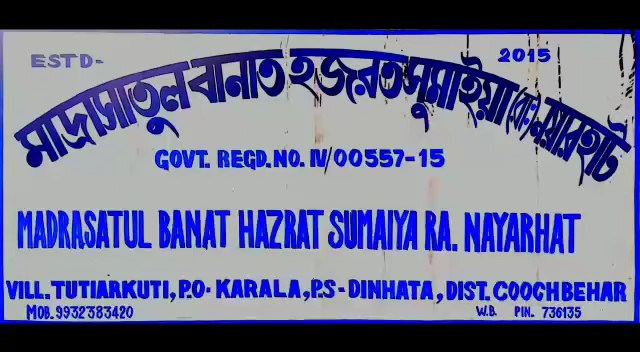 ESTD- 2015
মাদ্রাসাতুল বানাত হজরত সুমাইয়া (রাঃ) নয়ারহাট
GOVT. REGD. NO. IV/00557-15
MADRASATUL BANAT HAZRAT SUMAIYA RA. NAYARHAT
VILL. TUTIARKUTI, P.O- KARALA, P.S- DINHATA, DIST. COOCHBEHAR
MOB. 9932383420 W.B. PIN. 736135